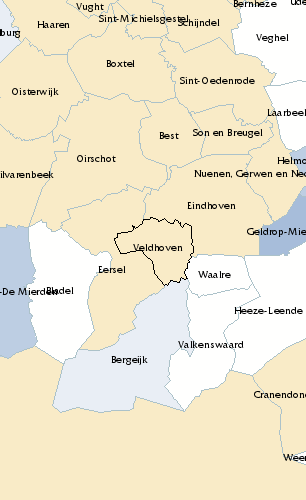 Vught
Bernheze
Sint-Michielsgestel
Haaren
Schijndel
burg
Veghel
Boxtel
Sint-Oedenrode
Oisterwijk
Laarbeel
Best
Son en Breugel
Oirschot
Helmo
ilvarenbeek
Nuenen, Gerwen en Ned
Eindhoven
Geldrop-Mie
Veldhoven
Eersel
Waalre
-De Mierden
Bladel
Heeze-Leende
Valkenswaard
Bergeijk
Cranendon
Weer